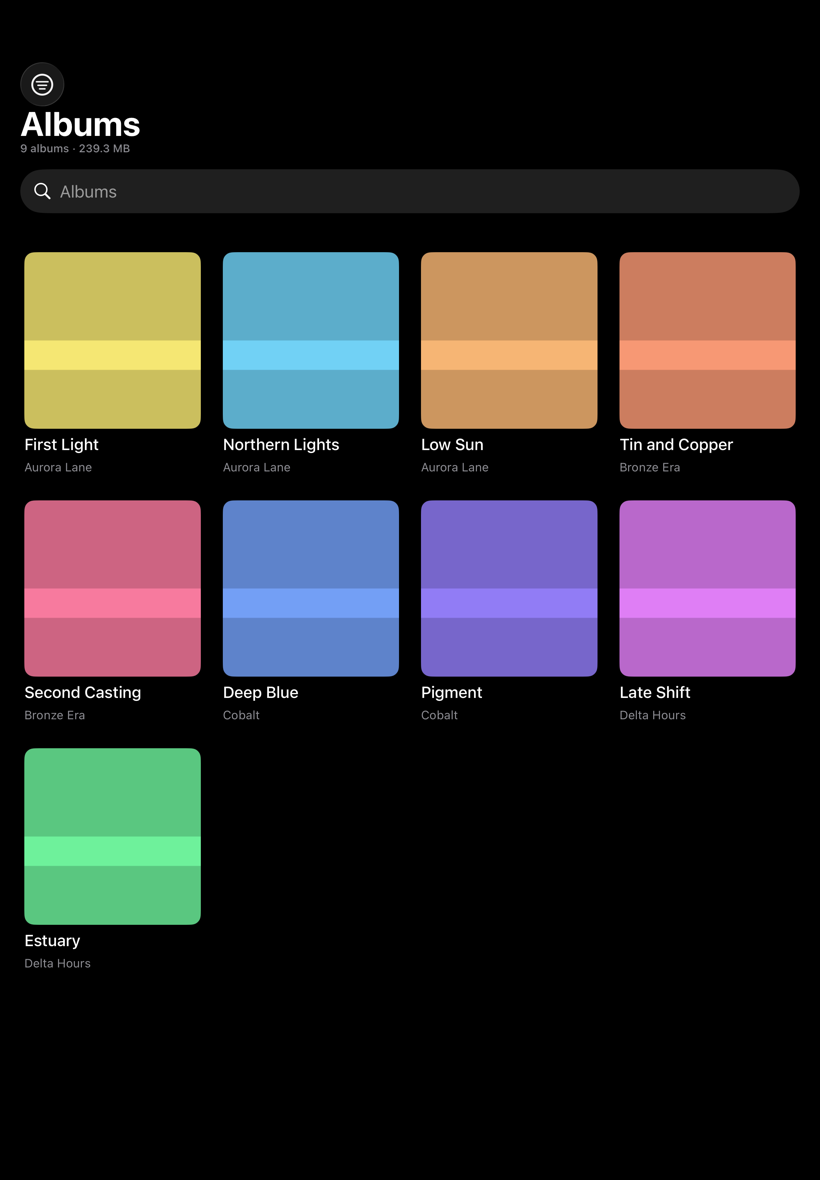 Albums
9 albums · 239.3 MB
Albums
First Light
Aurora Lane
Northern Lights
Aurora Lane
Low Sun
Aurora Lane
Tin and Copper
Bronze Era
Second Casting
Bronze Era
Deep Blue
Cobalt
Pigment
Cobalt
Late Shift
Delta Hours
Estuary
Delta Hours